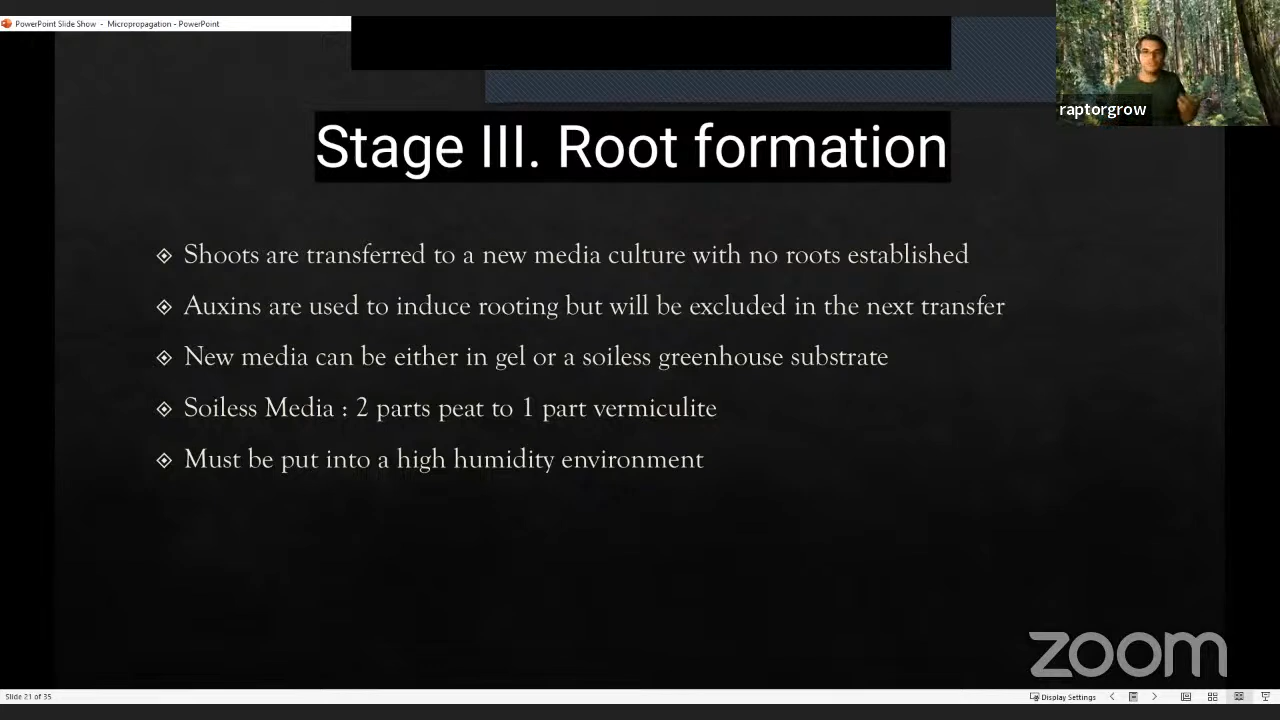 PowerPoint Slide Show - Micropropagation - PowerPoint
raptorgrow
Stage III. Root formation
Shoots are transferred to a new media culture with no roots established
Auxins are used to induce rooting but will be excluded in the next transfer
New media can be either in gel or a soiless greenhouse substrate
Soiless Media : 2 parts peat to 1 part vermiculite
Must be put into a high humidity environment
zoom
Slide 21 of 35
Display Settings